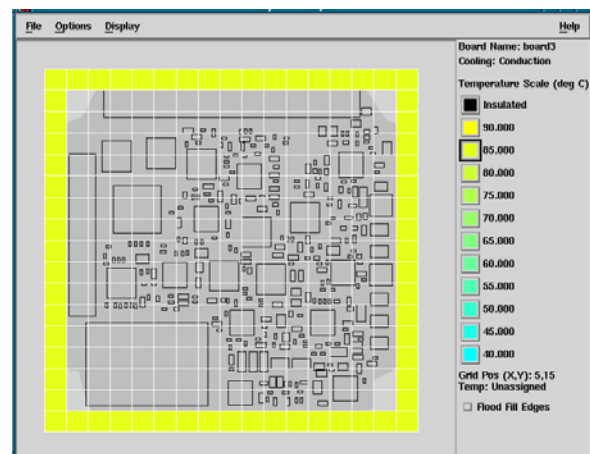 File Options Display Help
Board Name: board3
Cooling: Conduction
Temperature Scale (deg C)
Insulated
90.000
85.000
80.000
75.000
70.000
65.000
60.000
55.000
50.000
45.000
40.000
Grid Pos (X,Y): 5,15
Temp: Unassigned
Flood Fill Edges